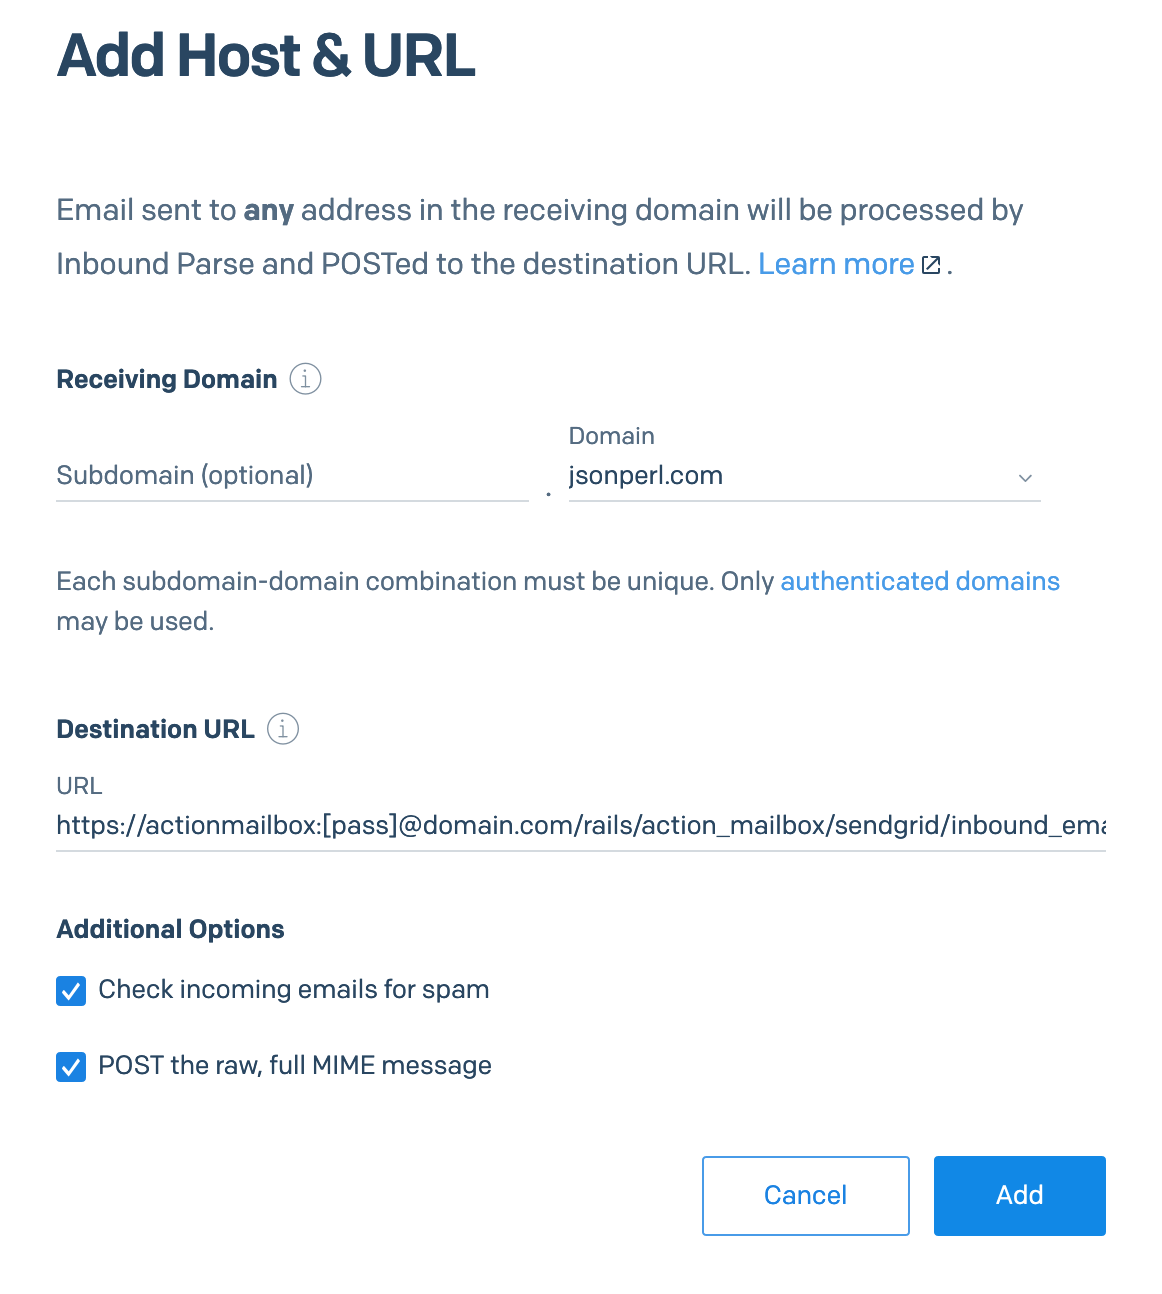 Add Host & URL
Email sent to any address in the receiving domain will be processed by
Inbound Parse and POSTed to the destination URL. Learn more .
Receiving Domain
Domain
Subdomain (optional) . jsonperl.com
Each subdomain-domain combination must be unique. Only authenticated domains
may be used.
Destination URL
URL
https://actionmailbox:[pass]@domain.com/rails/action_mailbox/sendgrid/inbound_ema
Additional Options
Check incoming emails for spam
POST the raw, full MIME message
Cancel Add